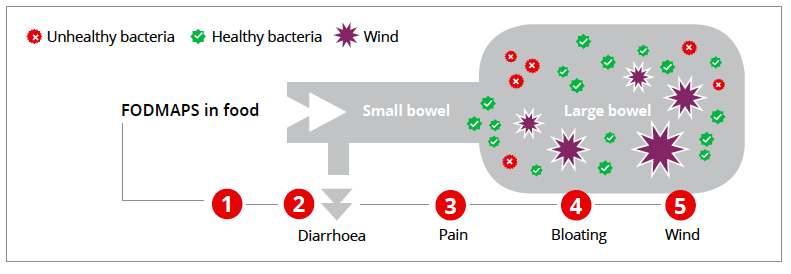 Unhealthy bacteria
Healthy bacteria
Wind
FODMAPS in food
Small bowel
Large bowel
1
2
3
4
5
Diarrhoea
Pain
Bloating
Wind